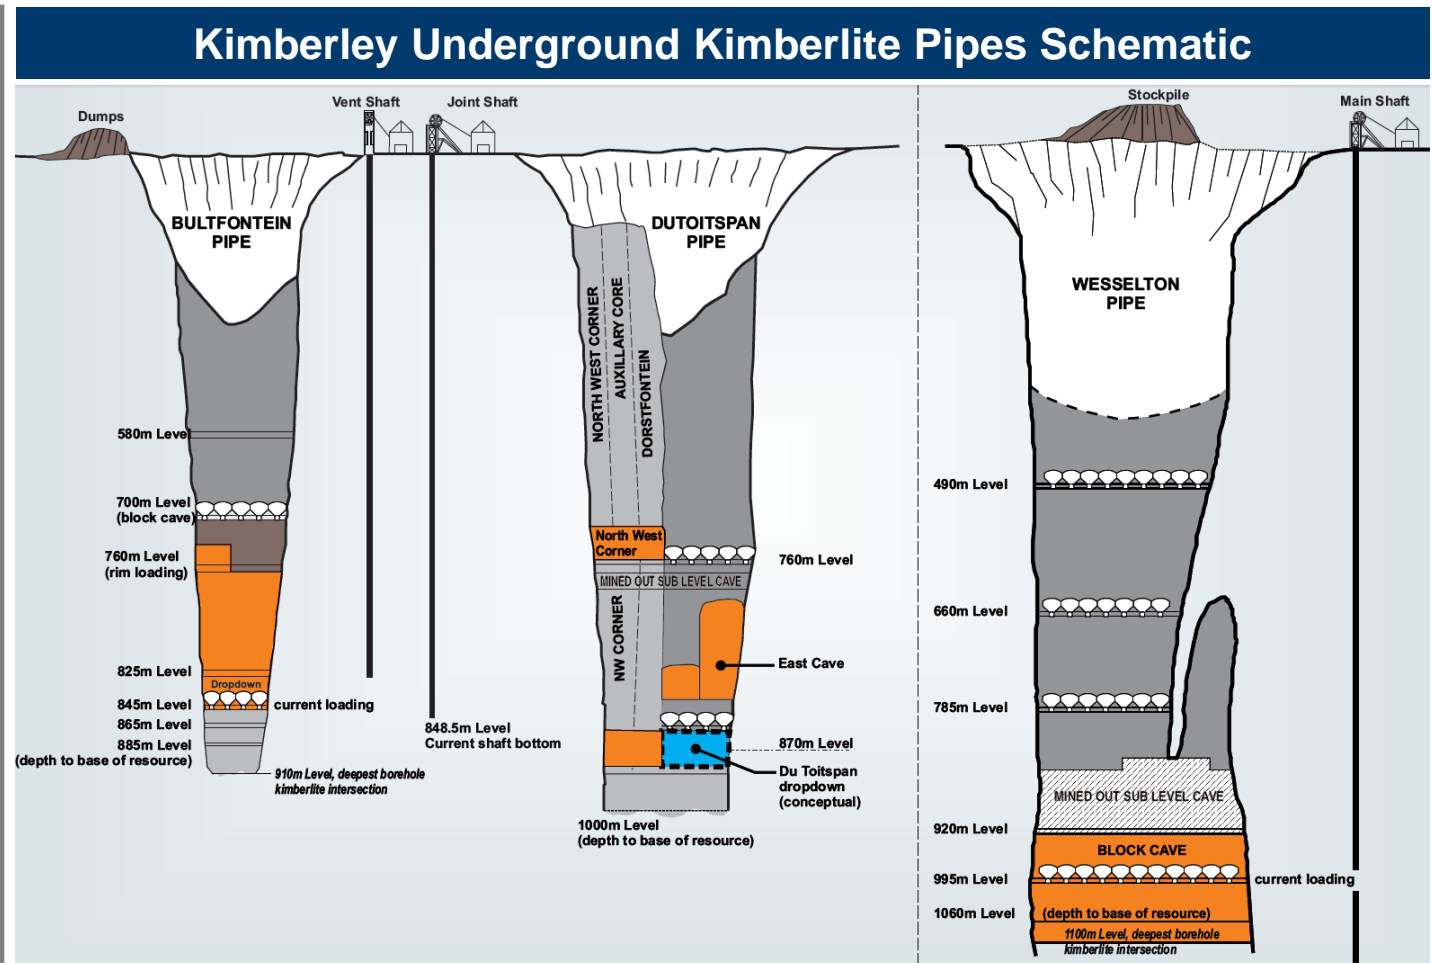 Kimberley Underground Kimberlite Pipes Schematic
Dumps
Vent Shaft
Joint Shaft
BULTFONTEIN
PIPE
580m Level
700m Level
(block cave)
760m Level
(rim loading)
825m Level
Dropdown
845m Level
current loading
865m Level
885m Level
(depth to base of resource)
910m Level, deepest borehole
kimberlite intersection
848.5m Level
Current shaft bottom
DUTOITSPAN
PIPE
NORTH WEST CORNER
AUXILLARY CORE
DORSTFONTEIN
North West
Corner
760m Level
MINED OUT SUB LEVEL CAVE
NW CORNER
East Cave
870m Level
Du Toitspan
dropdown
(conceptual)
1000m Level
(depth to base of resource)
Stockpile
Main Shaft
WESSELTON
PIPE
490m Level
660m Level
785m Level
MINED OUT SUB LEVEL CAVE
920m Level
BLOCK CAVE
995m Level
current loading
1060m Level
(depth to base of resource)
1100m Level, deepest borehole
kimberlite intersection